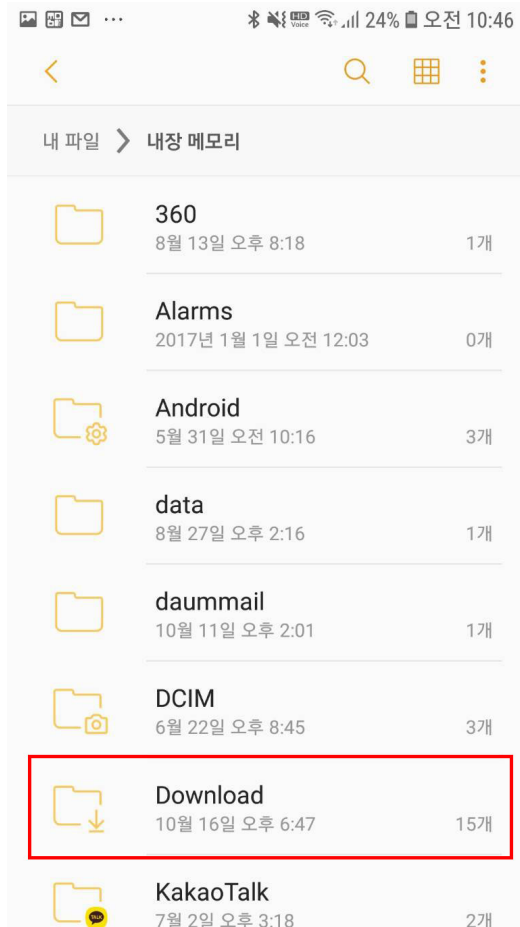 HD Voice 24% 오전 10:46
내 파일 > 내장 메모리
360
8월 13일 오후 8:18 1개
Alarms
2017년 1월 1일 오전 12:03 0개
Android
5월 31일 오전 10:16 3개
data
8월 27일 오후 2:16 1개
daummail
10월 11일 오후 2:01 1개
DCIM
6월 22일 오후 8:45 3개
Download
10월 16일 오후 6:47 15개
KakaoTalk
TALK
7월 2일 오후 3:18 2개